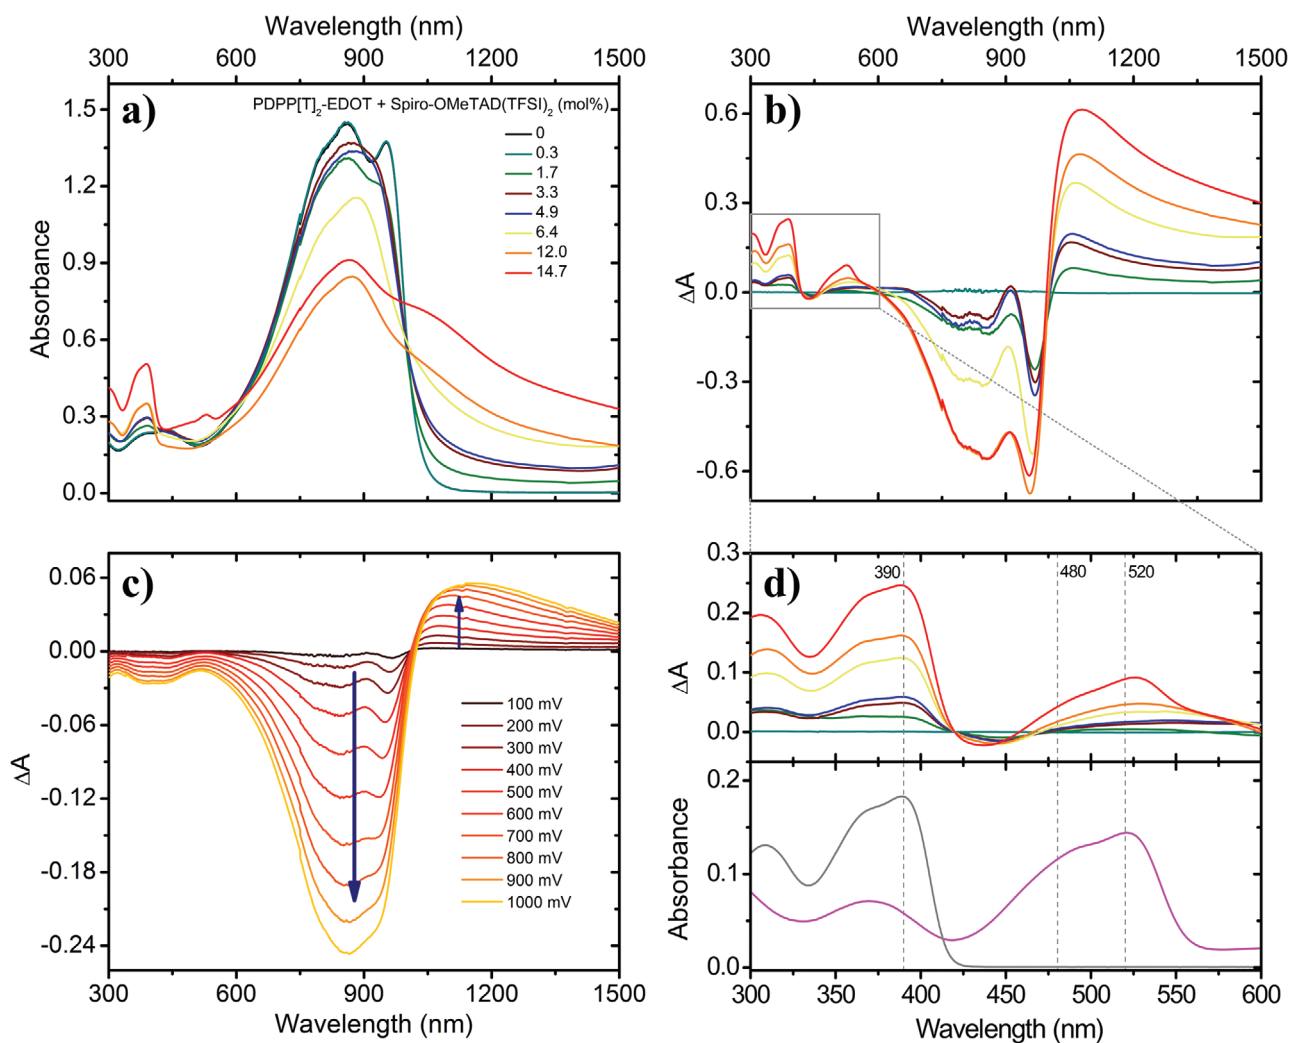 Wavelength (nm)
300 600 900 1200 1500
a)
PDPP[T]2-EDOT + Spiro-OMeTAD(TFSI)2 (mol%)
0
0.3
1.7
3.3
4.9
6.4
12.0
14.7
1.5
1.2
0.9
0.6
0.3
0.0
Absorbance
Wavelength (nm)
300 600 900 1200 1500
b)
0.6
0.3
0.0
-0.3
-0.6
ΔA
c)
0.06
0.00
-0.06
-0.12
-0.18
-0.24
ΔA
100 mV
200 mV
300 mV
400 mV
500 mV
600 mV
700 mV
800 mV
900 mV
1000 mV
300 600 900 1200 1500
Wavelength (nm)
d)
390 480 520
0.3
0.2
0.1
0.0
ΔA
0.2
0.1
0.0
Absorbance
300 350 400 450 500 550 600
Wavelength (nm)